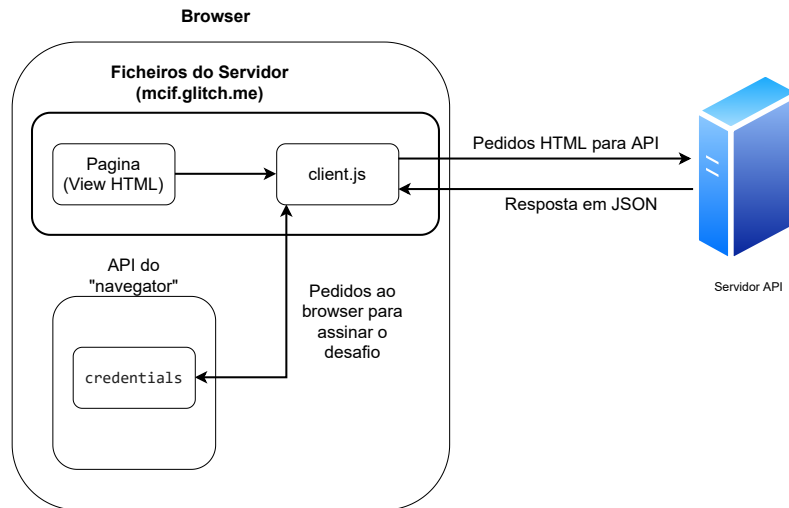 Browser
Ficheiros do Servidor
(mcif.glitch.me)
Pagina
(View HTML)
client.js
Pedidos HTML para API
Resposta em JSON
Servidor API
API do
"navegator"
Pedidos ao
browser para
assinar o
desafio
credentials